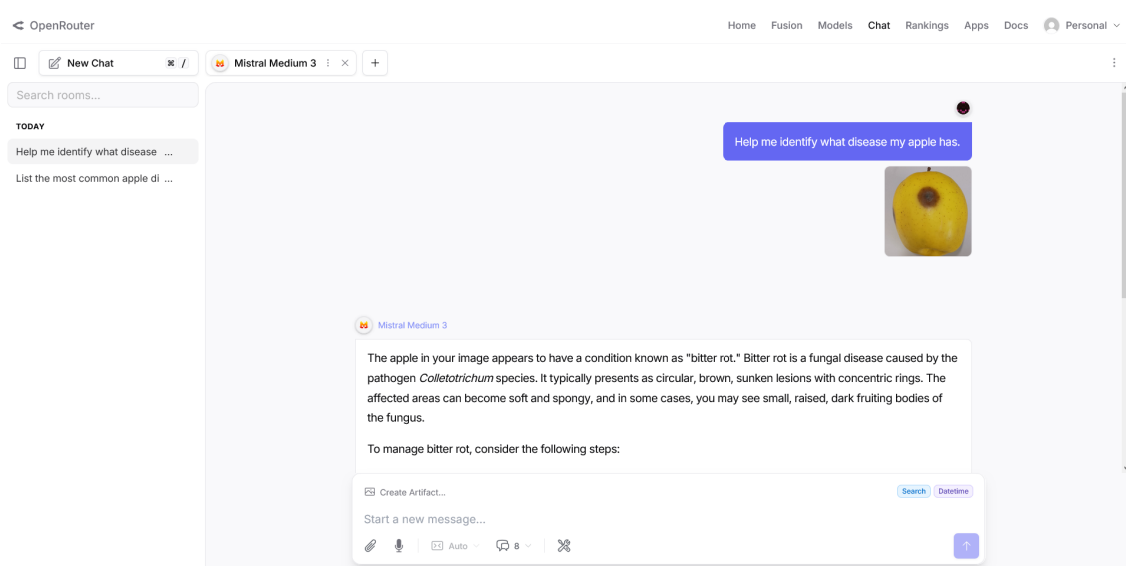 OpenRouter
Home Fusion Models Chat Rankings Apps Docs Personal
New Chat ⌘ /
Mistral Medium 3
Search rooms...
TODAY
Help me identify what disease ...
List the most common apple di ...
Help me identify what disease my apple has.
Mistral Medium 3
The apple in your image appears to have a condition known as "bitter rot." Bitter rot is a fungal disease caused by the
pathogen Colletotrichum species. It typically presents as circular, brown, sunken lesions with concentric rings. The
affected areas can become soft and spongy, and in some cases, you may see small, raised, dark fruiting bodies of
the fungus.
To manage bitter rot, consider the following steps:
Create Artifact...
Search Datetime
Start a new message...
Auto 8